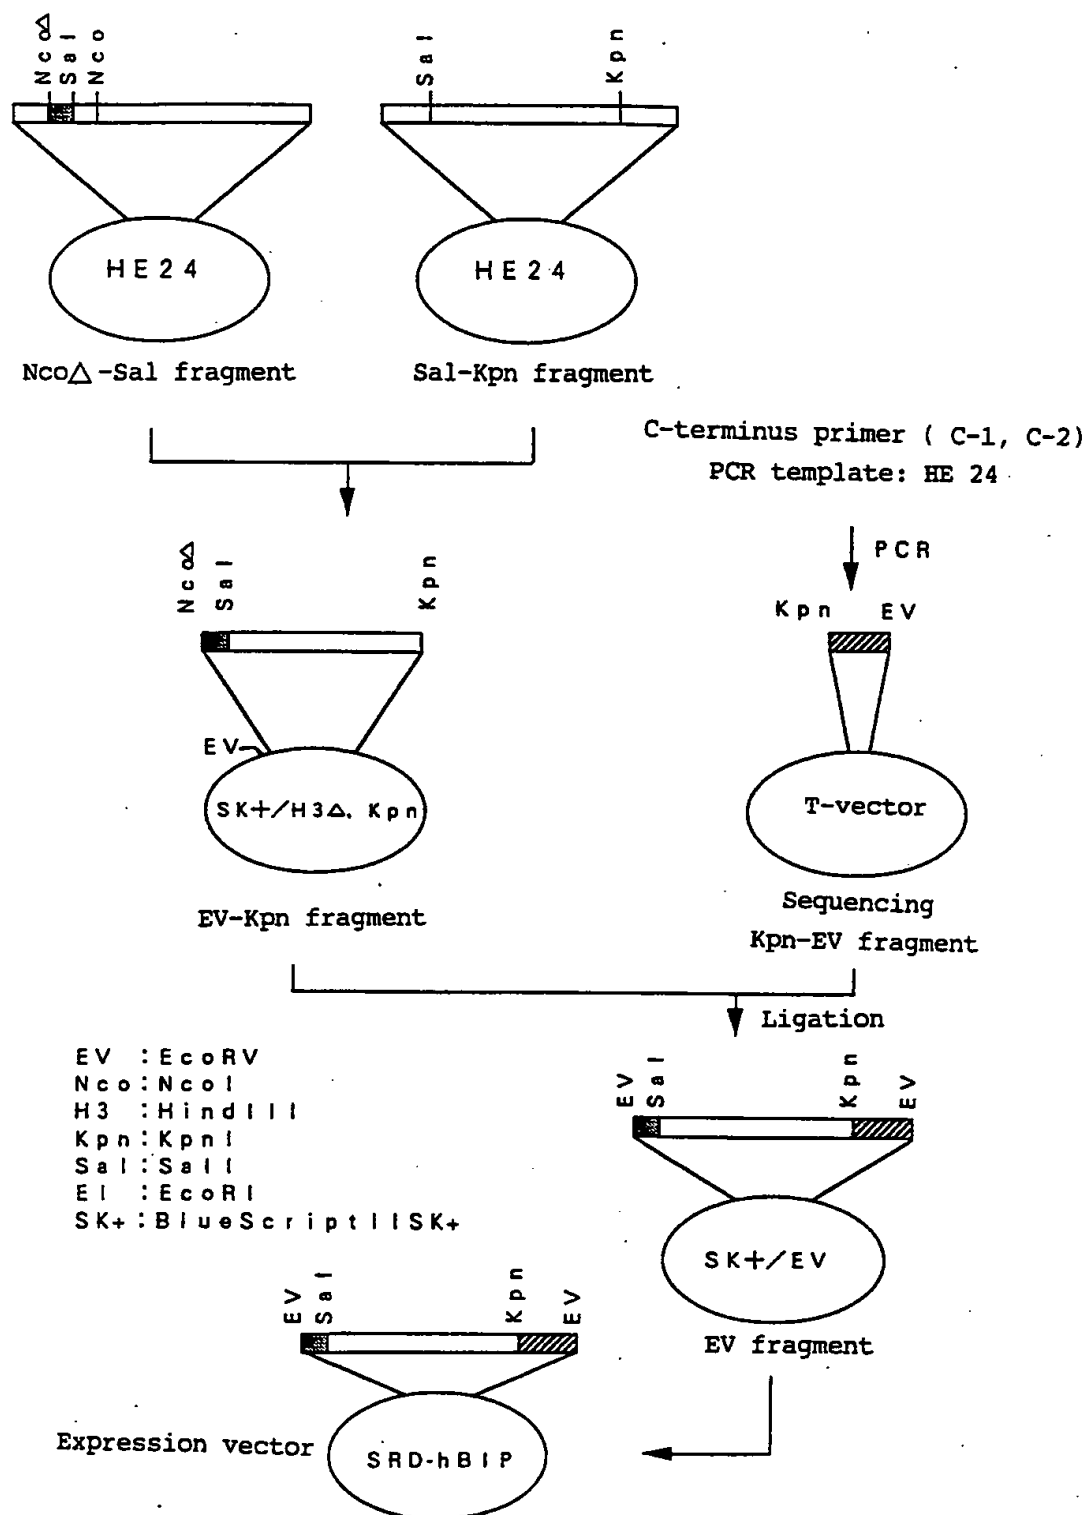 Nco△
Sal
Nco
Sal
Kpn
HE24
HE24
Nco△-Sal fragment
Sal-Kpn fragment
C-terminus primer ( C-1, C-2)
PCR template: HE 24
PCR
Nco△
Sal
Kpn
Kpn EV
EV
SK+/H3△, Kpn
T-vector
EV-Kpn fragment
Sequencing
Kpn-EV fragment
Ligation
EV :EcoRV
Nco:NcoI
H3 :HindIII
Kpn:KpnI
Sal:SalI
EI :EcoRI
SK+:BlueScriptIISK+
EV
Sal
Kpn
EV
SK+/EV
EV fragment
EV
Sal
Kpn
EV
Expression vector
SRD-hBIP